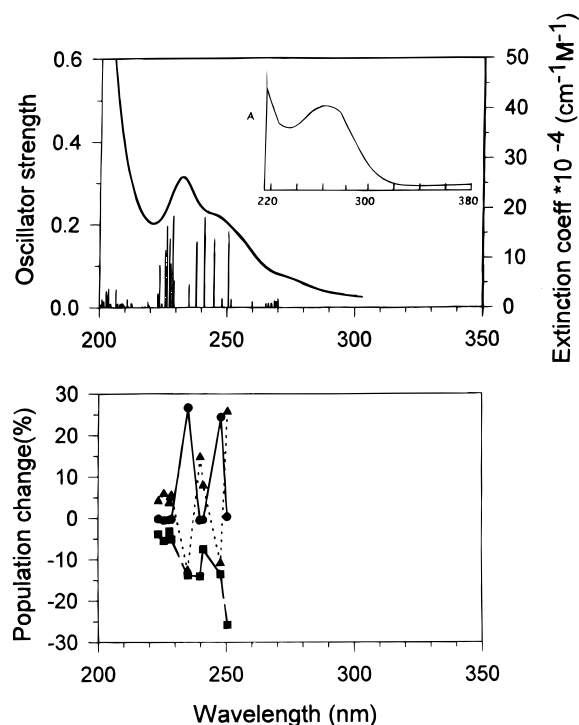 Oscillator strength
0.6
0.4
0.2
0.0
50
40
30
20
10
0
Extinction coeff *10 -4 (cm-1M-1)
A
220 300 380
200 250 300 350
Population change(%)
30
20
10
0
-10
-20
-30
200 250 300 350
Wavelength (nm)